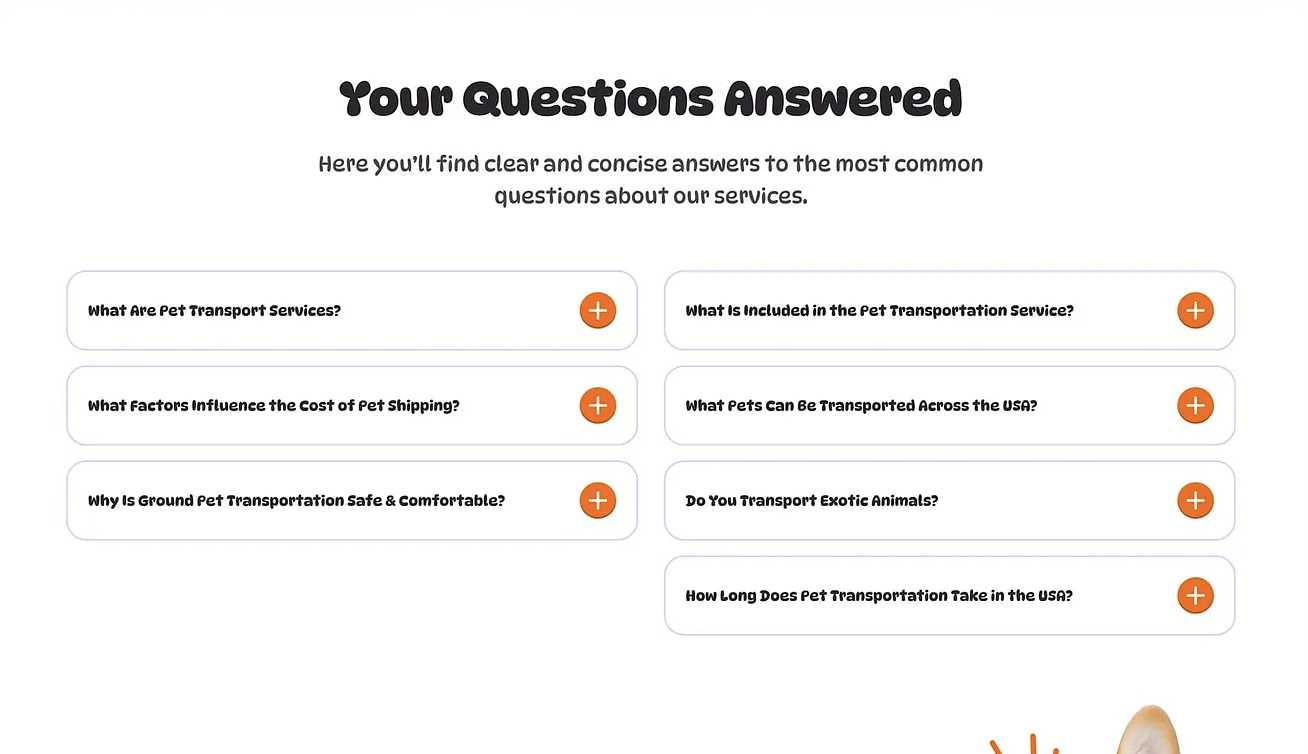 Your Questions Answered
Here you'll find clear and concise answers to the most common
questions about our services.
What Are Pet Transport Services?
What Factors Influence the Cost of Pet Shipping?
Why Is Ground Pet Transportation Safe & Comfortable?
What Is Included in the Pet Transportation Service?
What Pets Can Be Transported Across the USA?
Do You Transport Exotic Animals?
How Long Does Pet Transportation Take in the USA?